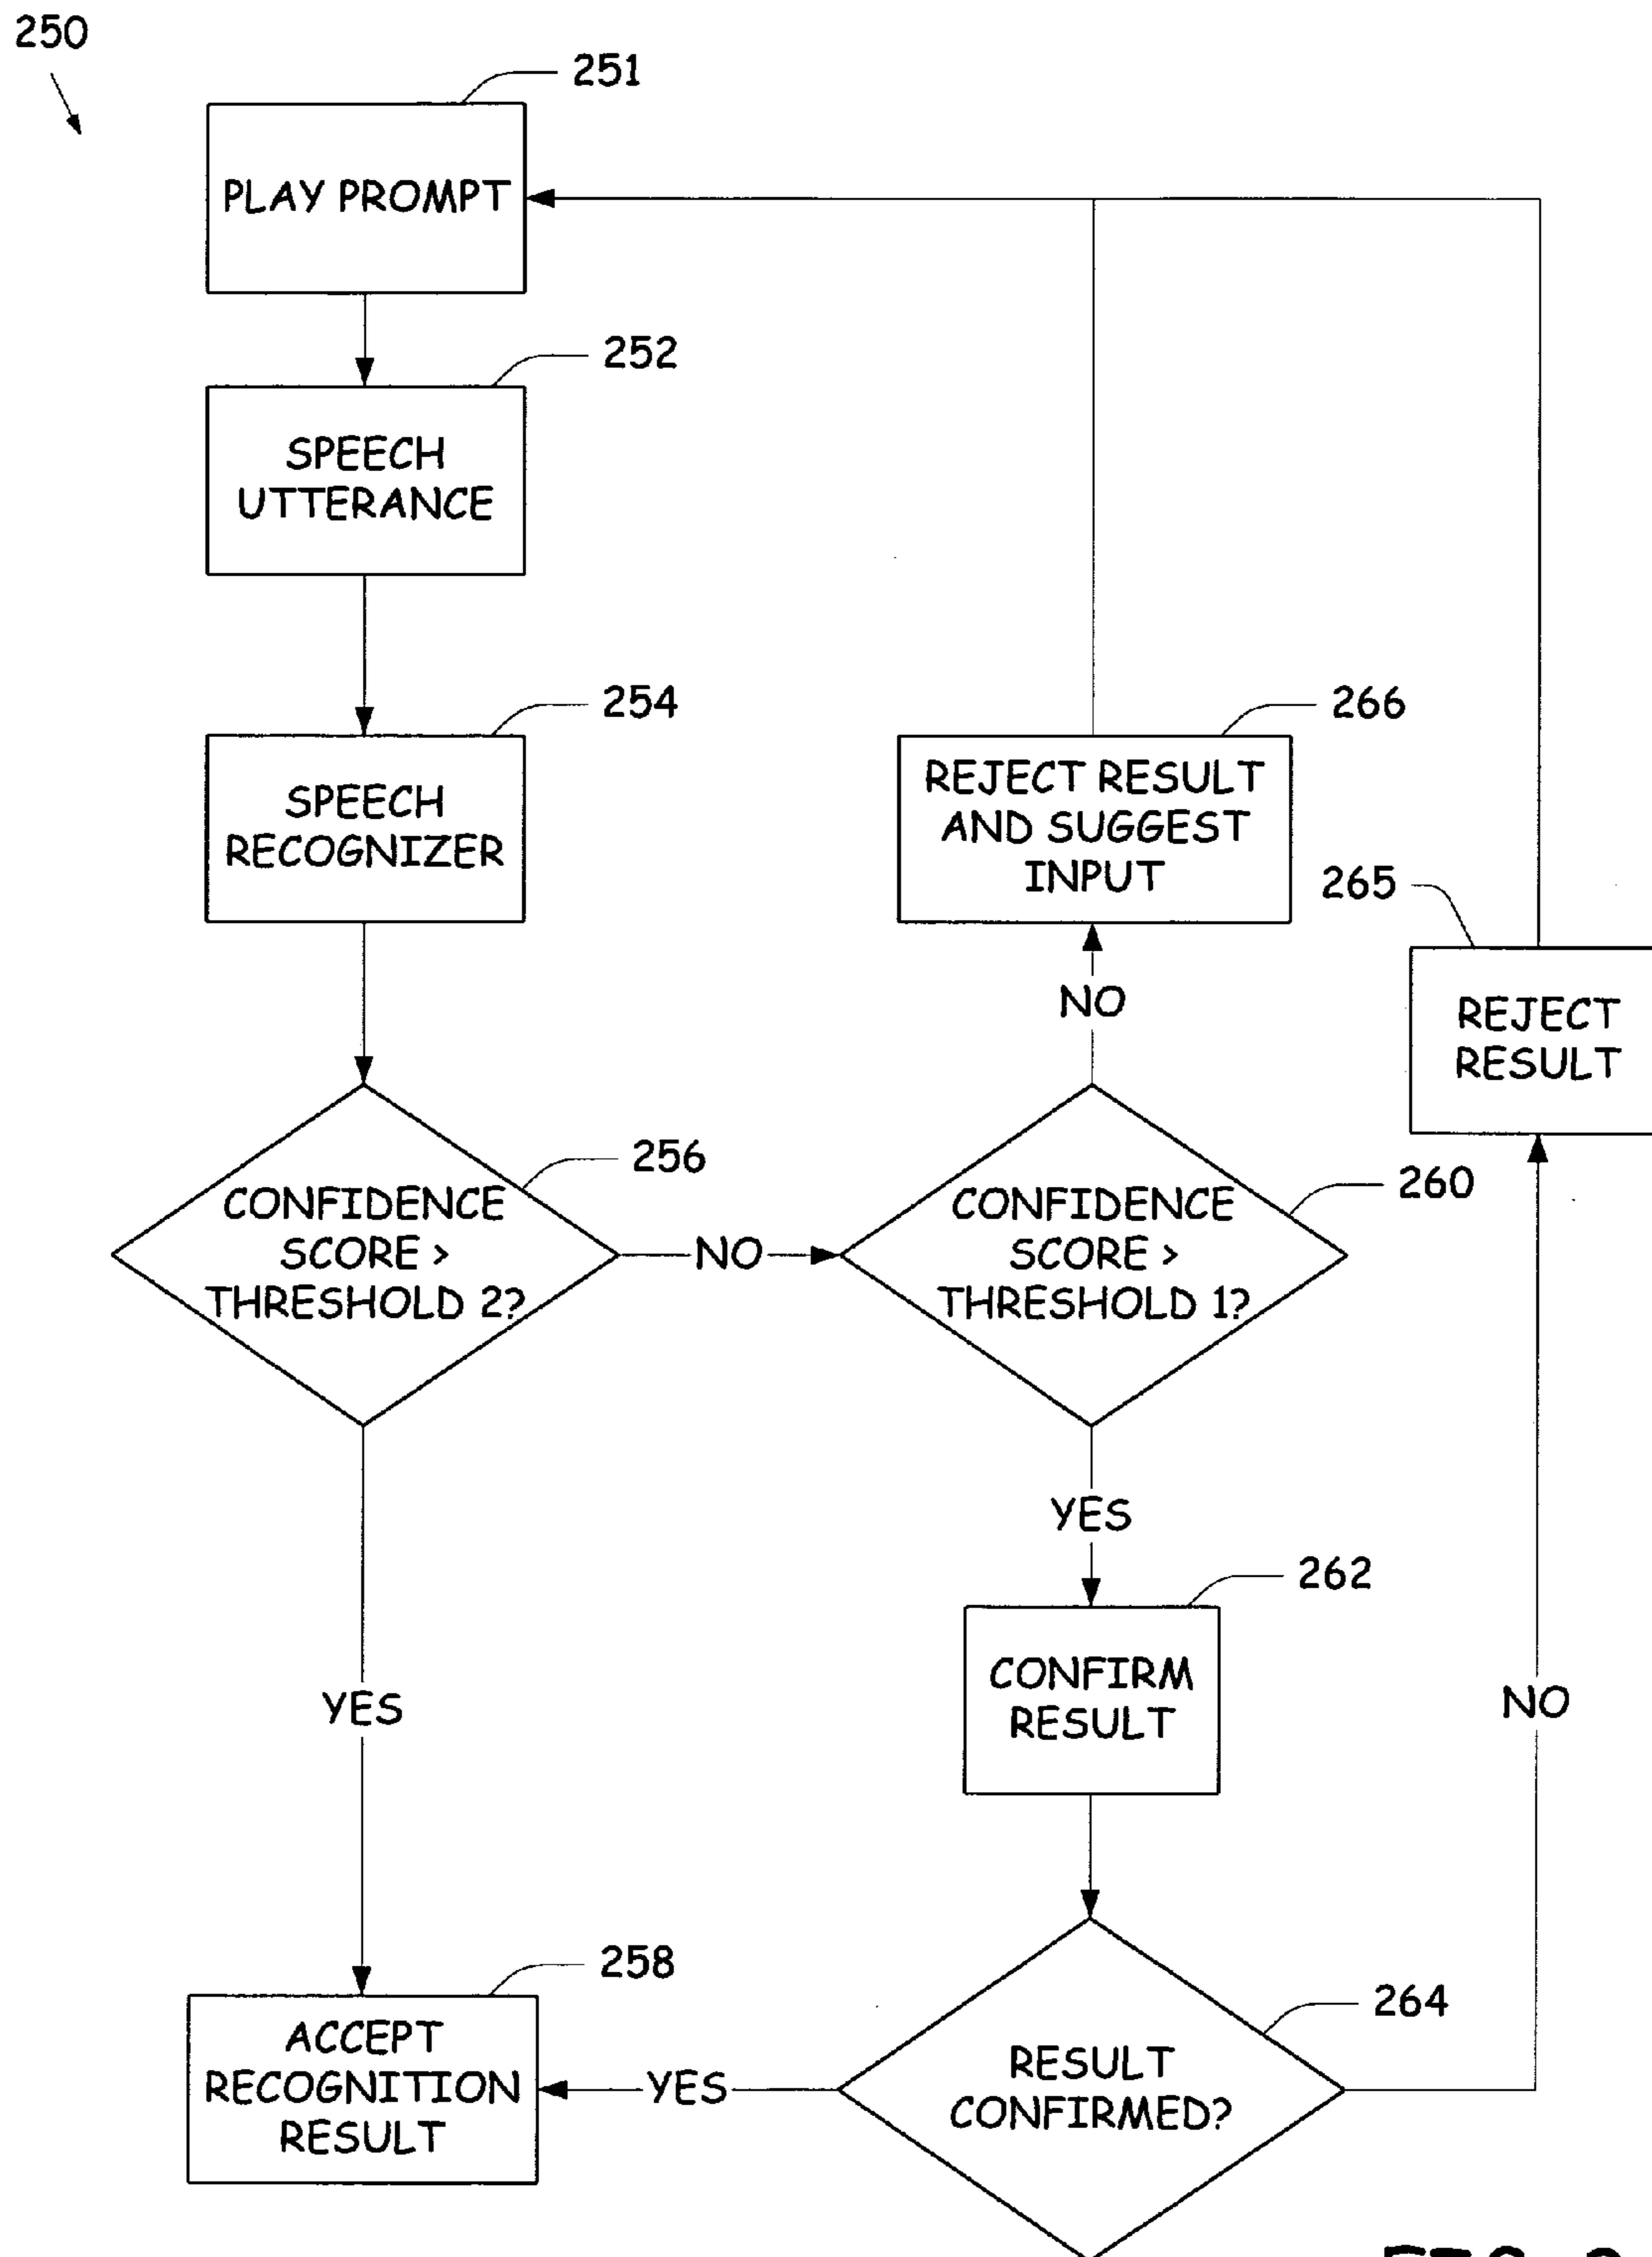 250
251
PLAY PROMPT
252
SPEECH
UTTERANCE
254
SPEECH
RECOGNIZER
266
REJECT RESULT
AND SUGGEST
INPUT
265
REJECT
RESULT
NO
256
CONFIDENCE
SCORE >
THRESHOLD 2?
NO
260
CONFIDENCE
SCORE >
THRESHOLD 1?
YES
262
CONFIRM
RESULT
YES
NO
258
ACCEPT
RECOGNITION
RESULT
YES
264
RESULT
CONFIRMED?